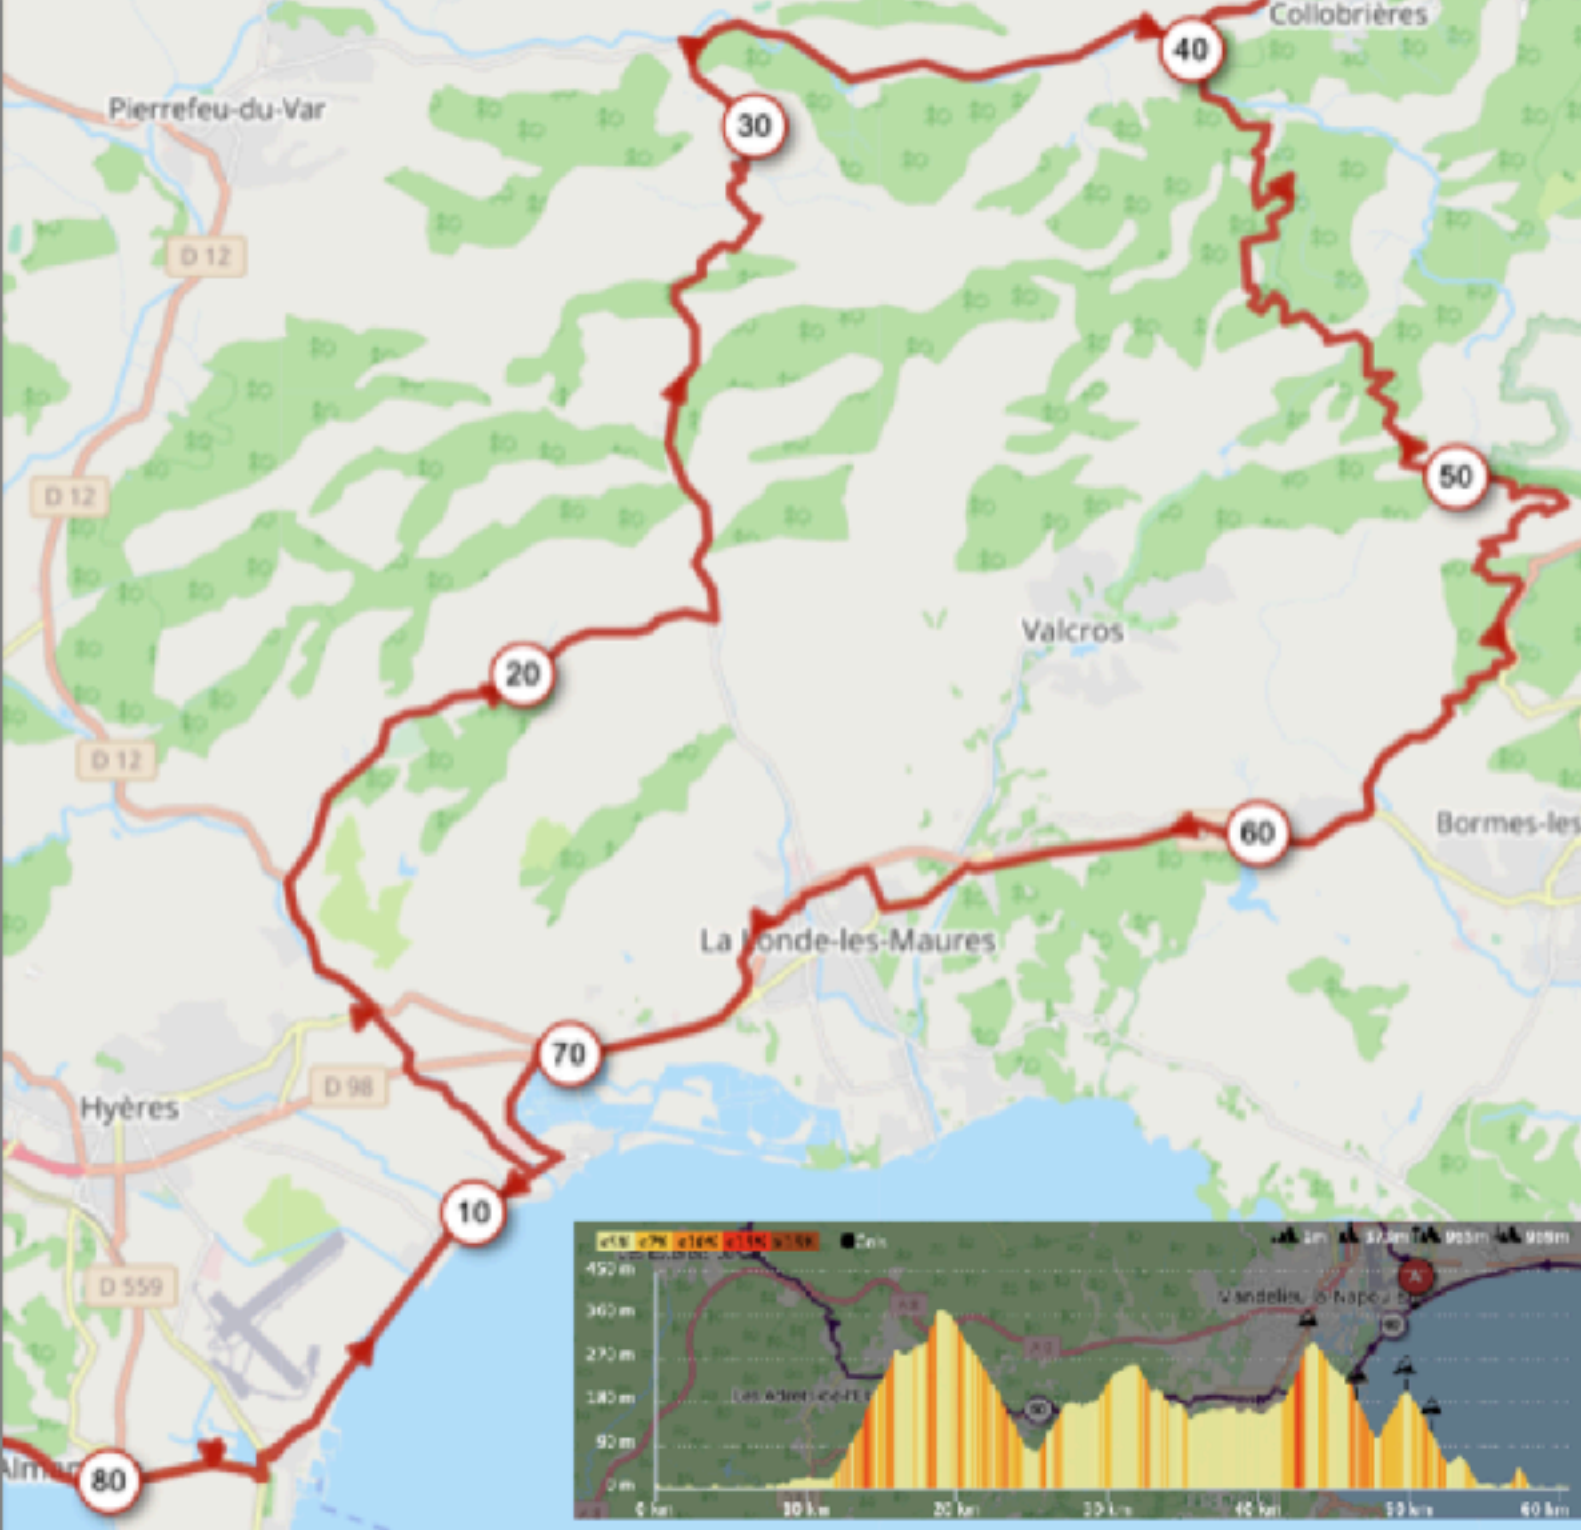 Collobrières
40
Pierrefeu-du-Var
30
D 12
D 12
50
Valcros
20
D 12
60
Bormes-les
La Londe-les-Maures
70
D 98
Hyères
10
D 559
80
450 m
360 m
270 m
180 m
90 m
0 m
0 km
10 km
20 km
30 km
40 km
50 km
60 km